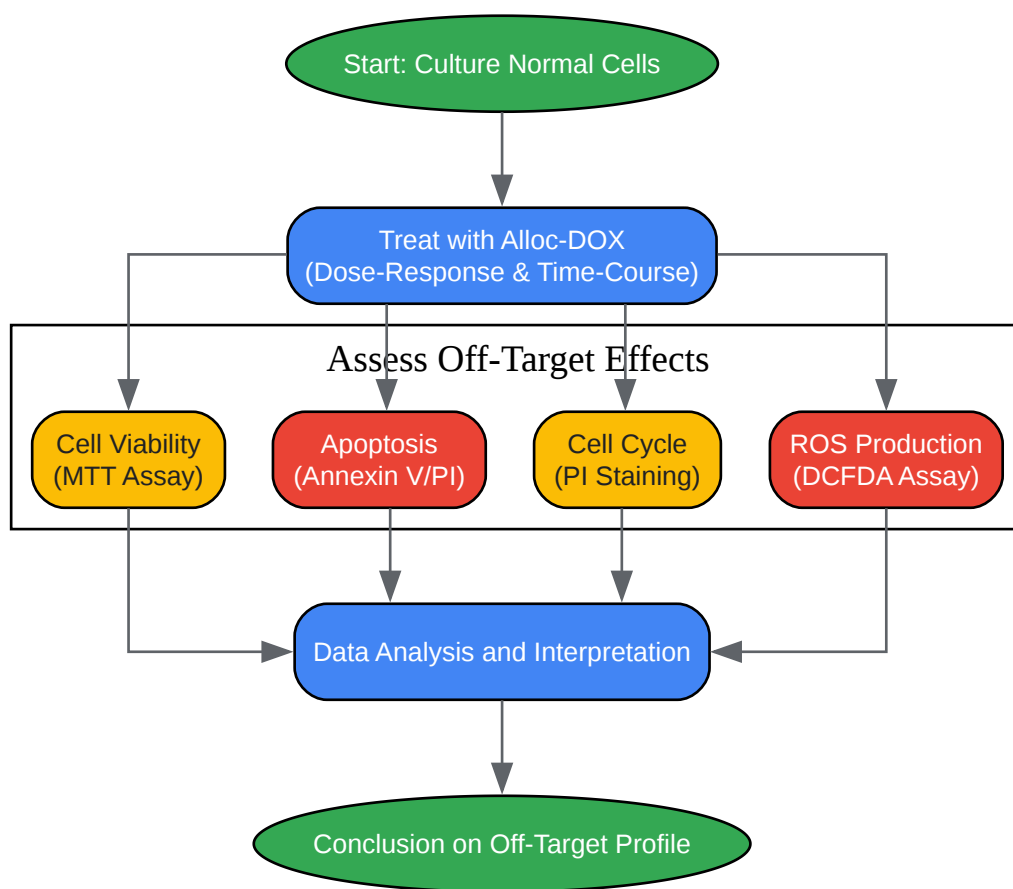 Start: Culture Normal Cells
Treat with Alloc-DOX
(Dose-Response & Time-Course)
Assess Off-Target Effects
Cell Viability
(MTT Assay)
Apoptosis
(Annexin V/PI)
Cell Cycle
(PI Staining)
ROS Production
(DCFDA Assay)
Data Analysis and Interpretation
Conclusion on Off-Target Profile